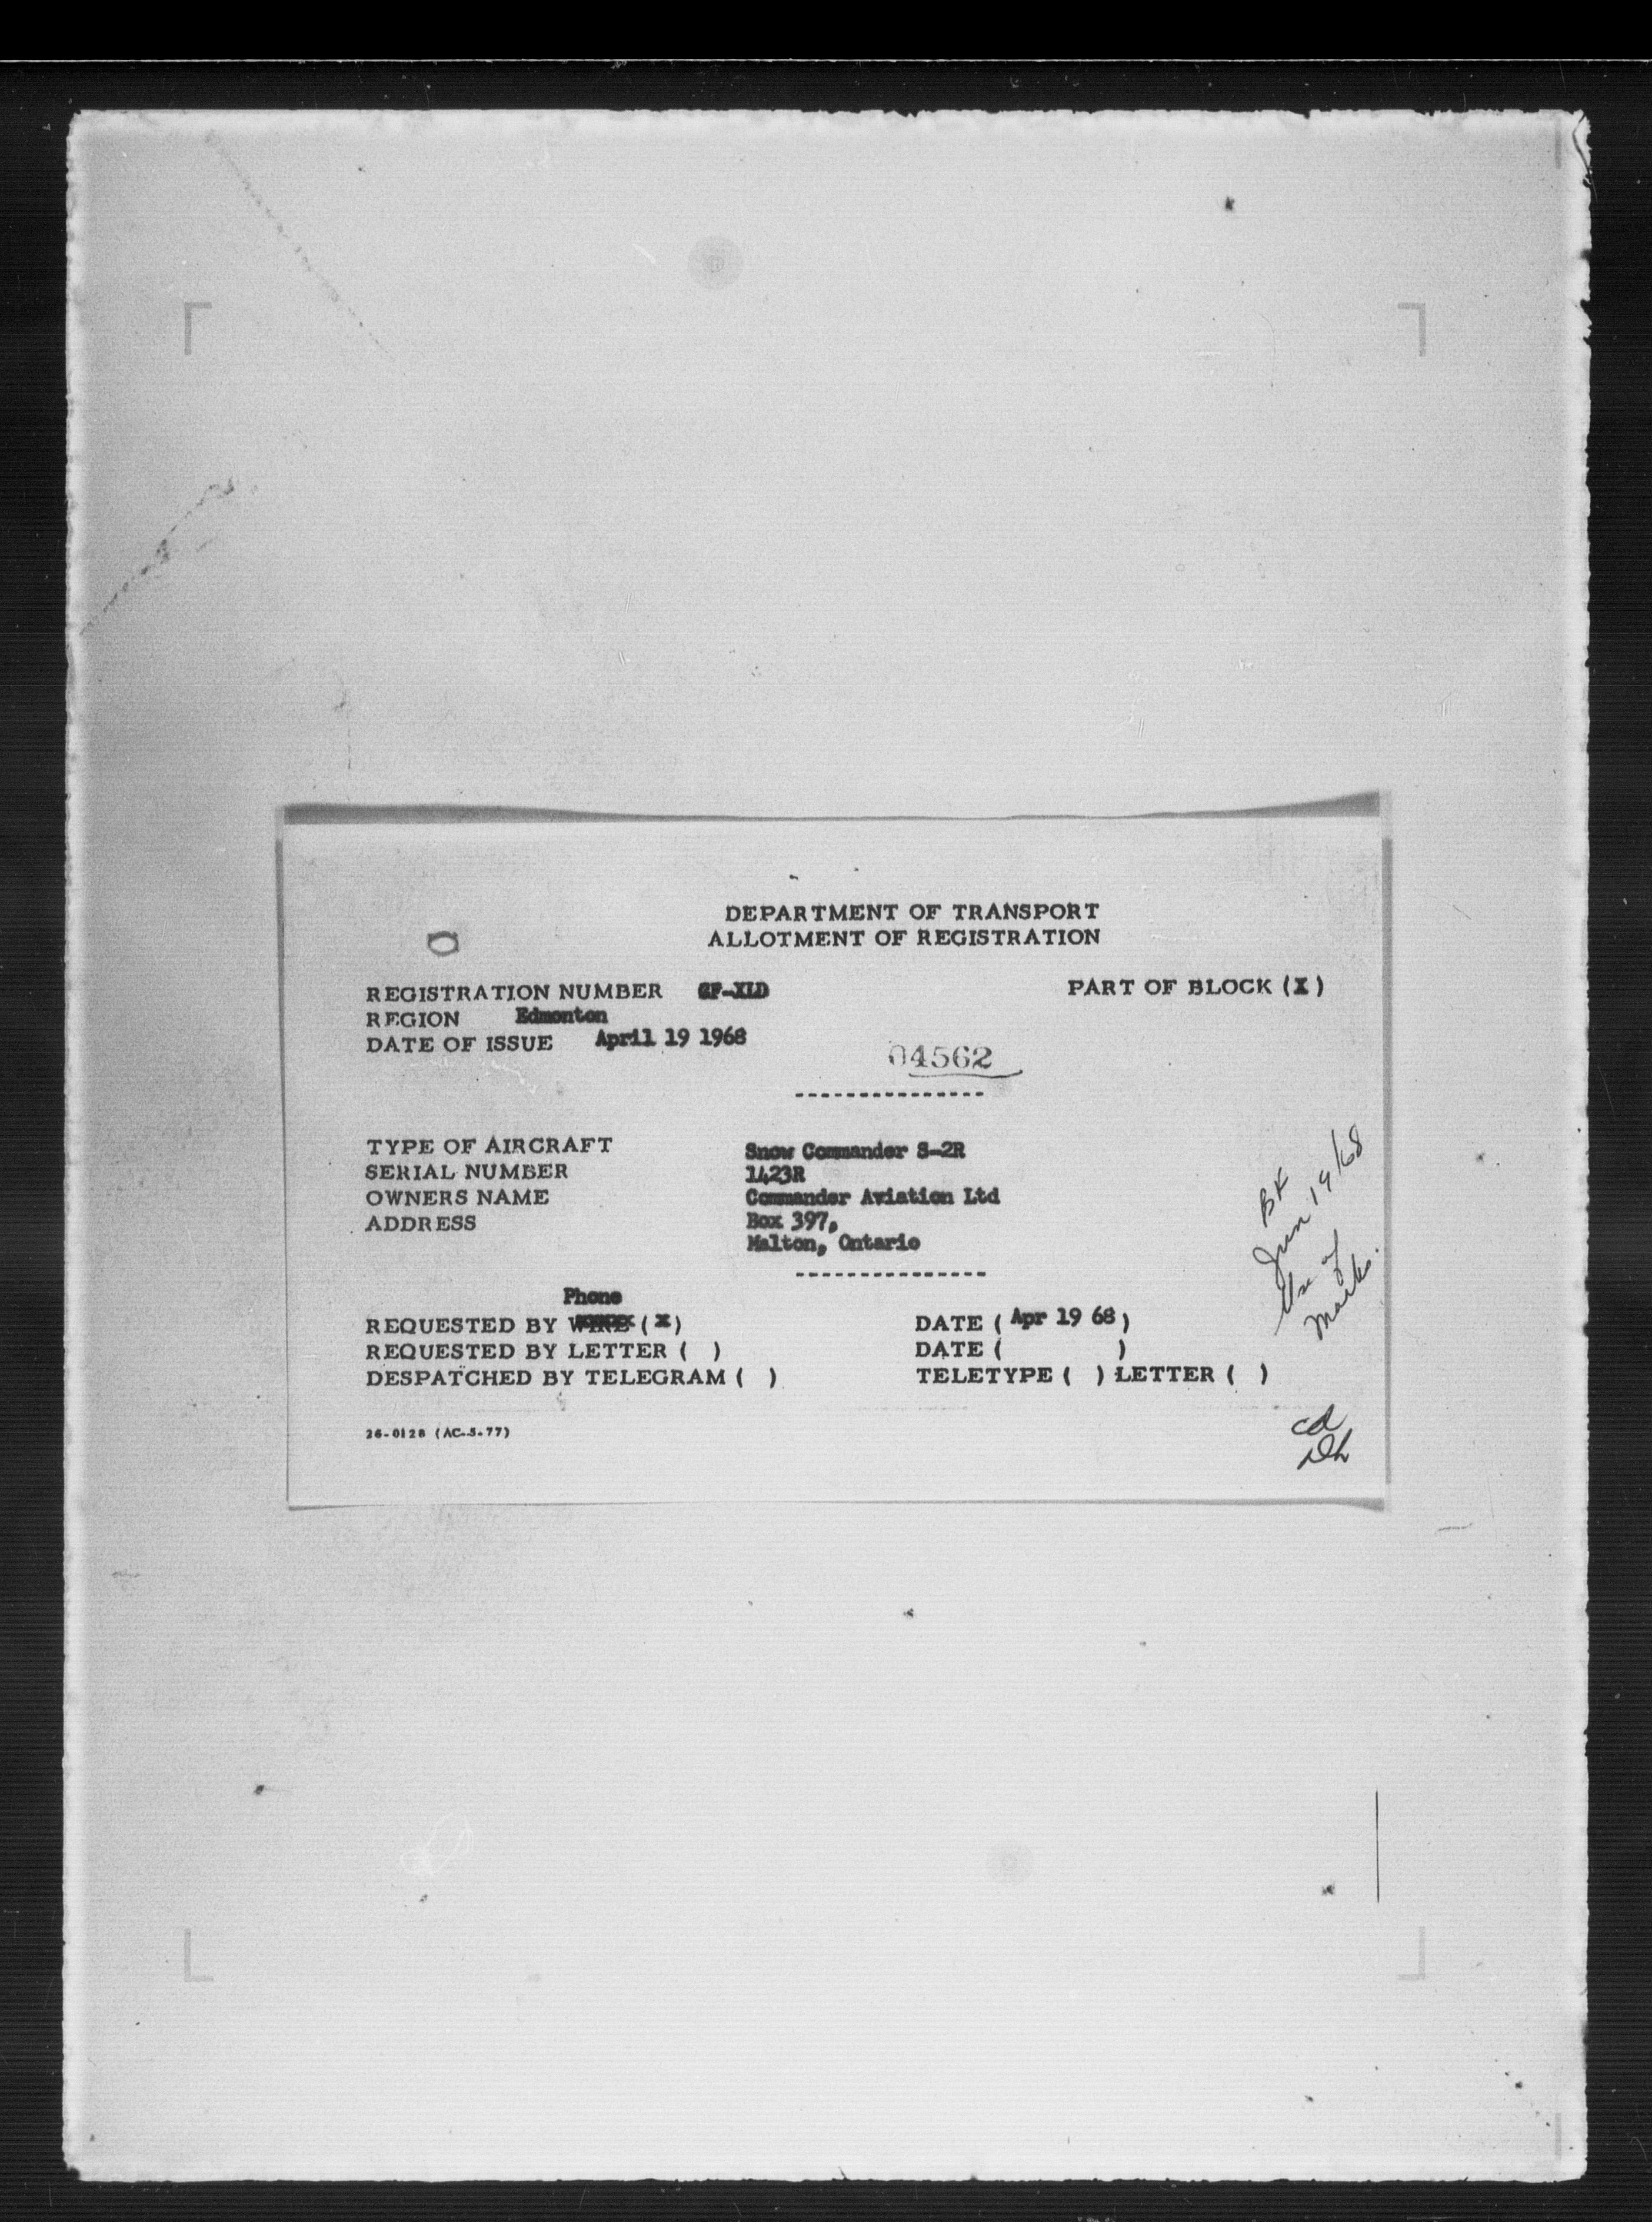 DEPARTMENT OF TRANSPORT
ALLOTMENT OF REGISTRATION
REGISTRATION NUMBER CF-XLD PART OF BLOCK (X)
REGION Edmonton
DATE OF ISSUE April 19 1968
04562
---------------
TYPE OF AIRCRAFT Snow Commander S-2R
SERIAL NUMBER 1423R
OWNERS NAME Commander Aviation Ltd
ADDRESS Box 397,
Malton, Ontario
---------------
Phone
REQUESTED BY WIRE (X) DATE (Apr 19 68)
REQUESTED BY LETTER ( ) DATE ( )
DESPATCHED BY TELEGRAM ( ) TELETYPE ( ) LETTER ( )
26-0128 (AC-5-77)
BF
Jun 19/68
Use of
Marks.